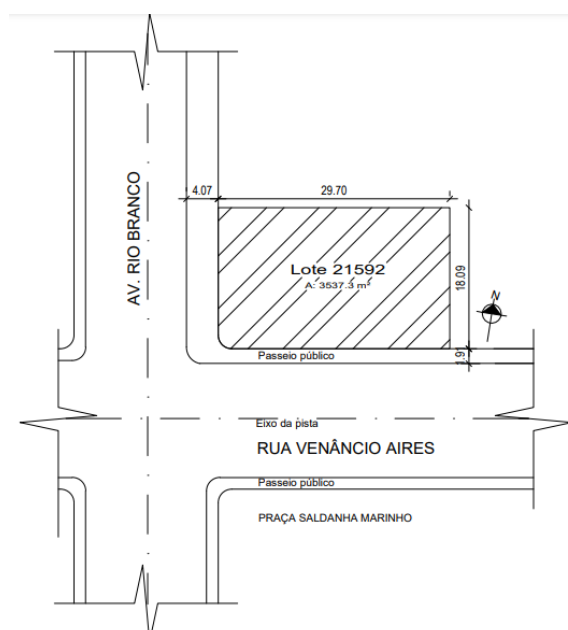 AV. RIO BRANCO
4.07
29.70
Lote 21592
A: 3537.3 m²
18.09
N
Passeio público
1.91
Eixo da pista
RUA VENÂNCIO AIRES
Passeio público
PRAÇA SALDANHA MARINHO